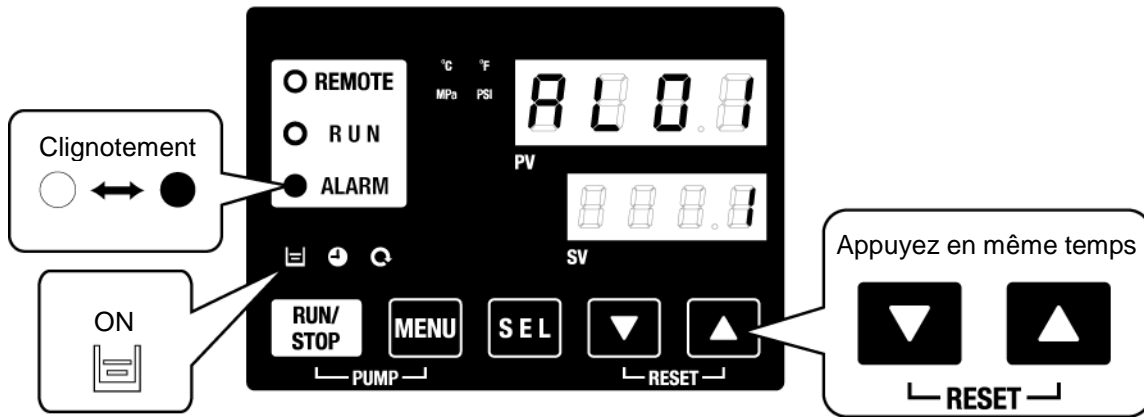 °C °F
REMOTE
MPa PSI
AL01
RUN
Clignotement
PV
ALARM
1
Appuyez en même temps
SV
ON
RUN/
STOP
MENU
SEL
PUMP
RESET
RESET